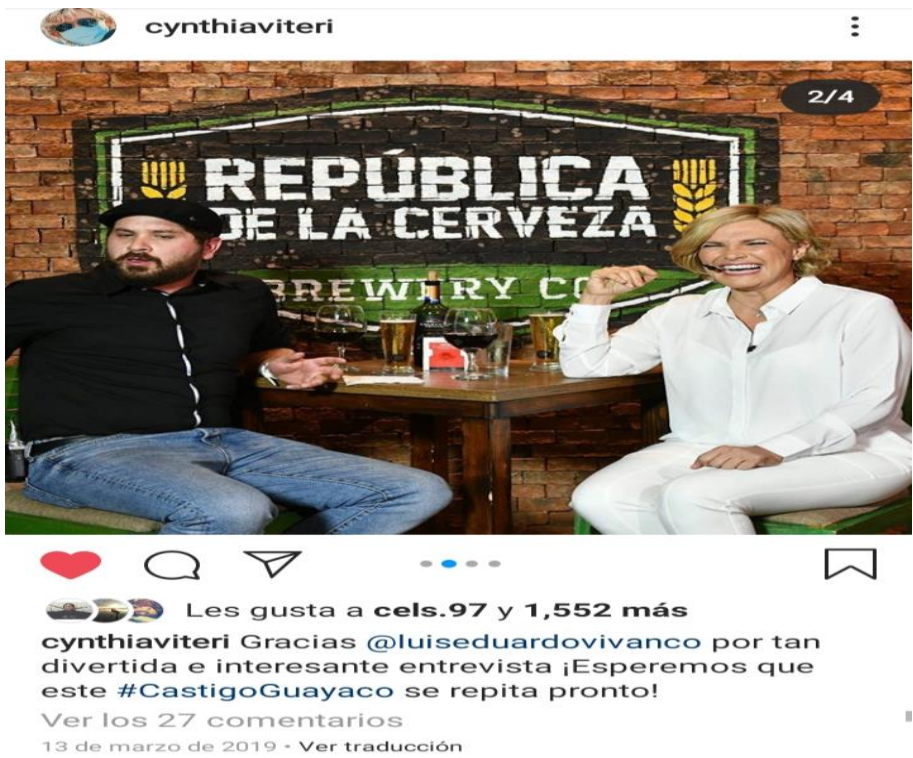 cynthiaviteri
2/4
REPÚBLICA
DE LA CERVEZA
BREWERY CO
Les gusta a cels.97 y 1,552 más
cynthiaviteri Gracias @luiseduardovivanco por tan
divertida e interesante entrevista ¡Esperemos que
este #CastigoGuayaco se repita pronto!
Ver los 27 comentarios
13 de marzo de 2019 · Ver traducción